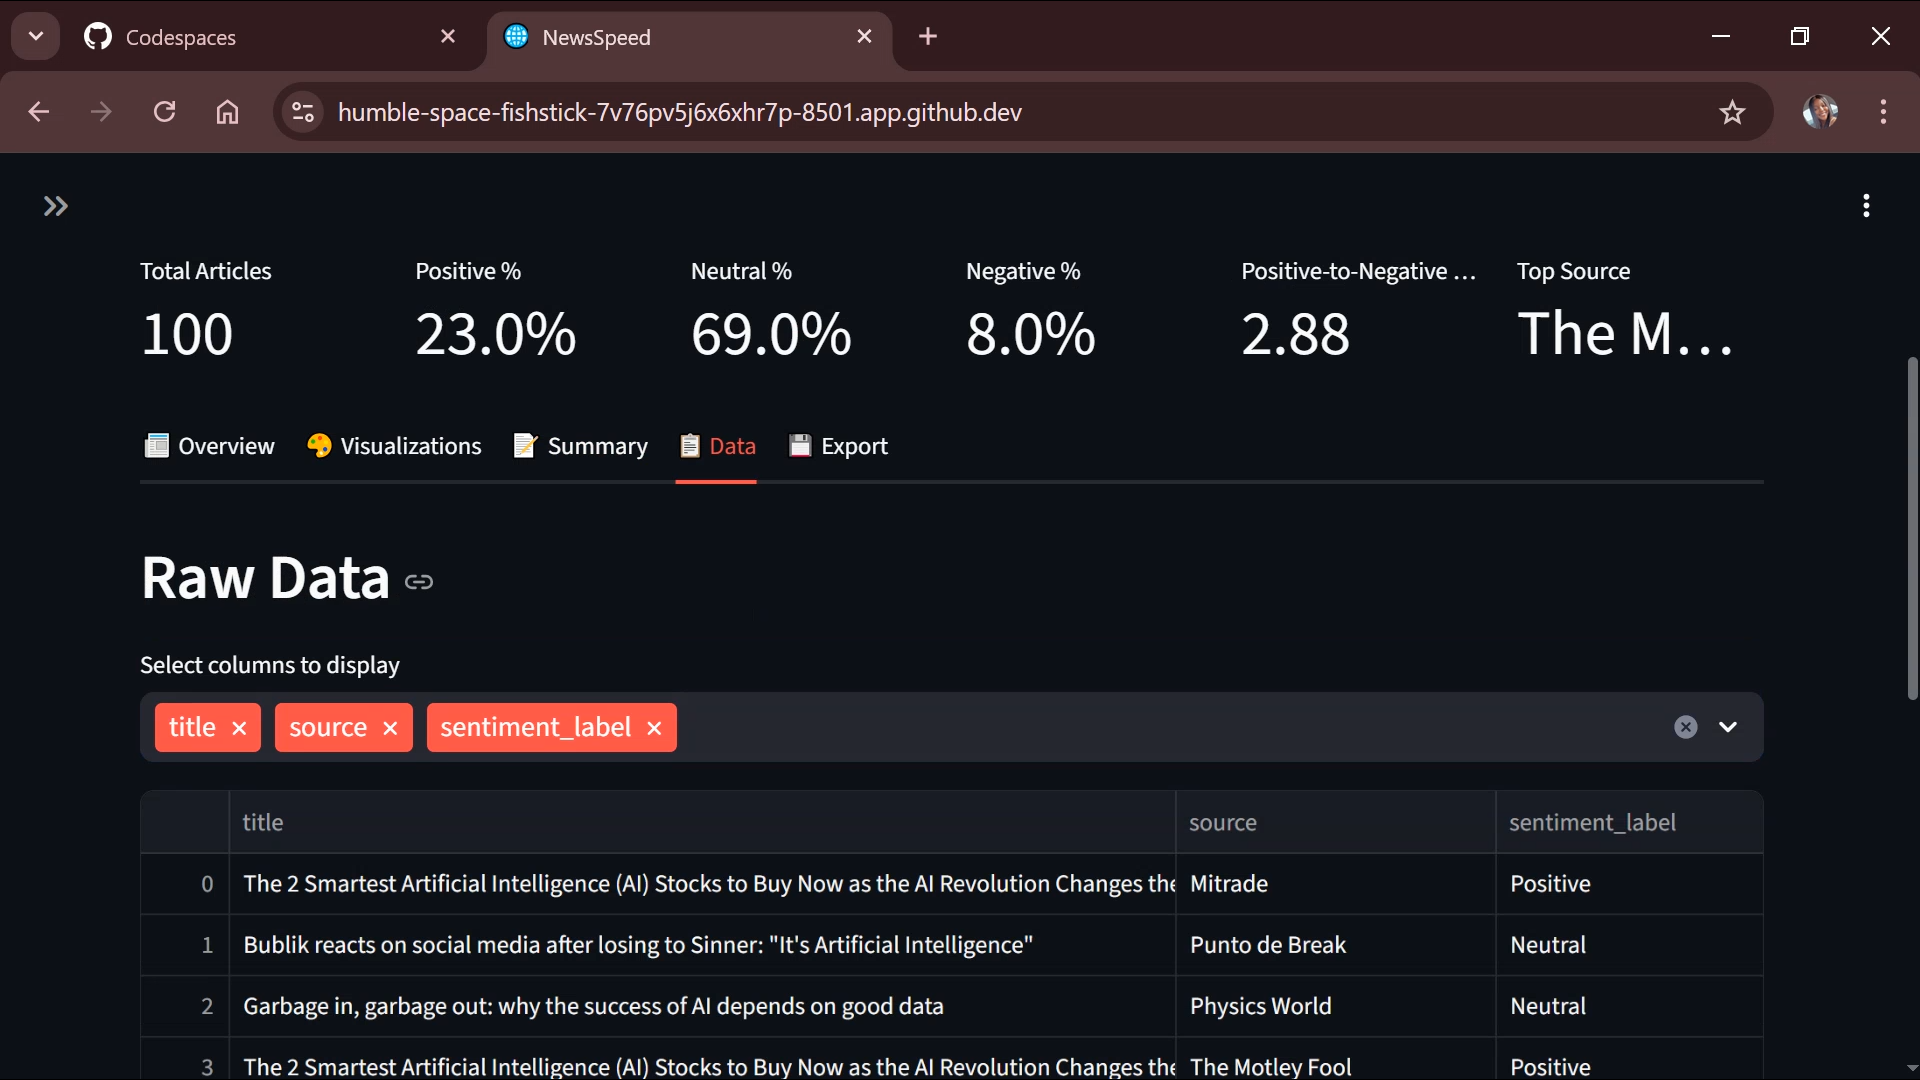 Codespaces
NewsSpeed
humble-space-fishstick-7v76pv5j6x6xhr7p-8501.app.github.dev
Total Articles
100
Positive %
23.0%
Neutral %
69.0%
Negative %
8.0%
Positive-to-Negative ...
2.88
Top Source
The M...
Overview
Visualizations
Summary
Data
Export
Raw Data
Select columns to display
title
source
sentiment_label
title source sentiment_label
0 The 2 Smartest Artificial Intelligence (AI) Stocks to Buy Now as the AI Revolution Changes the Mitrade Positive
1 Bublik reacts on social media after losing to Sinner: "It's Artificial Intelligence" Punto de Break Neutral
2 Garbage in, garbage out: why the success of AI depends on good data Physics World Neutral
3 The 2 Smartest Artificial Intelligence (AI) Stocks to Buy Now as the AI Revolution Changes the The Motley Fool Positive